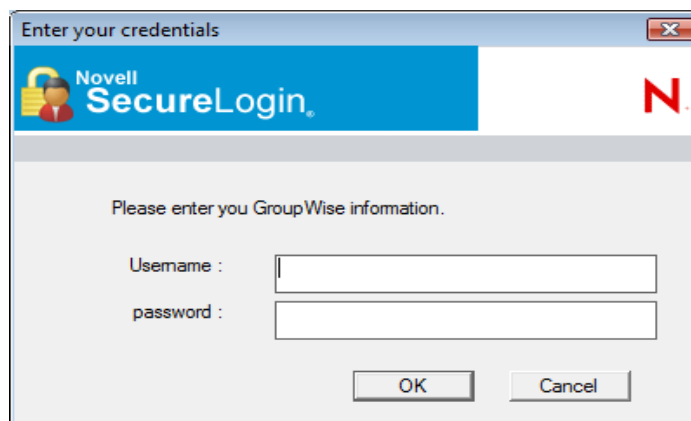 Enter your credentials
Novell
SecureLogin®
N.
Please enter you GroupWise information.
Username :
password :
OK
Cancel